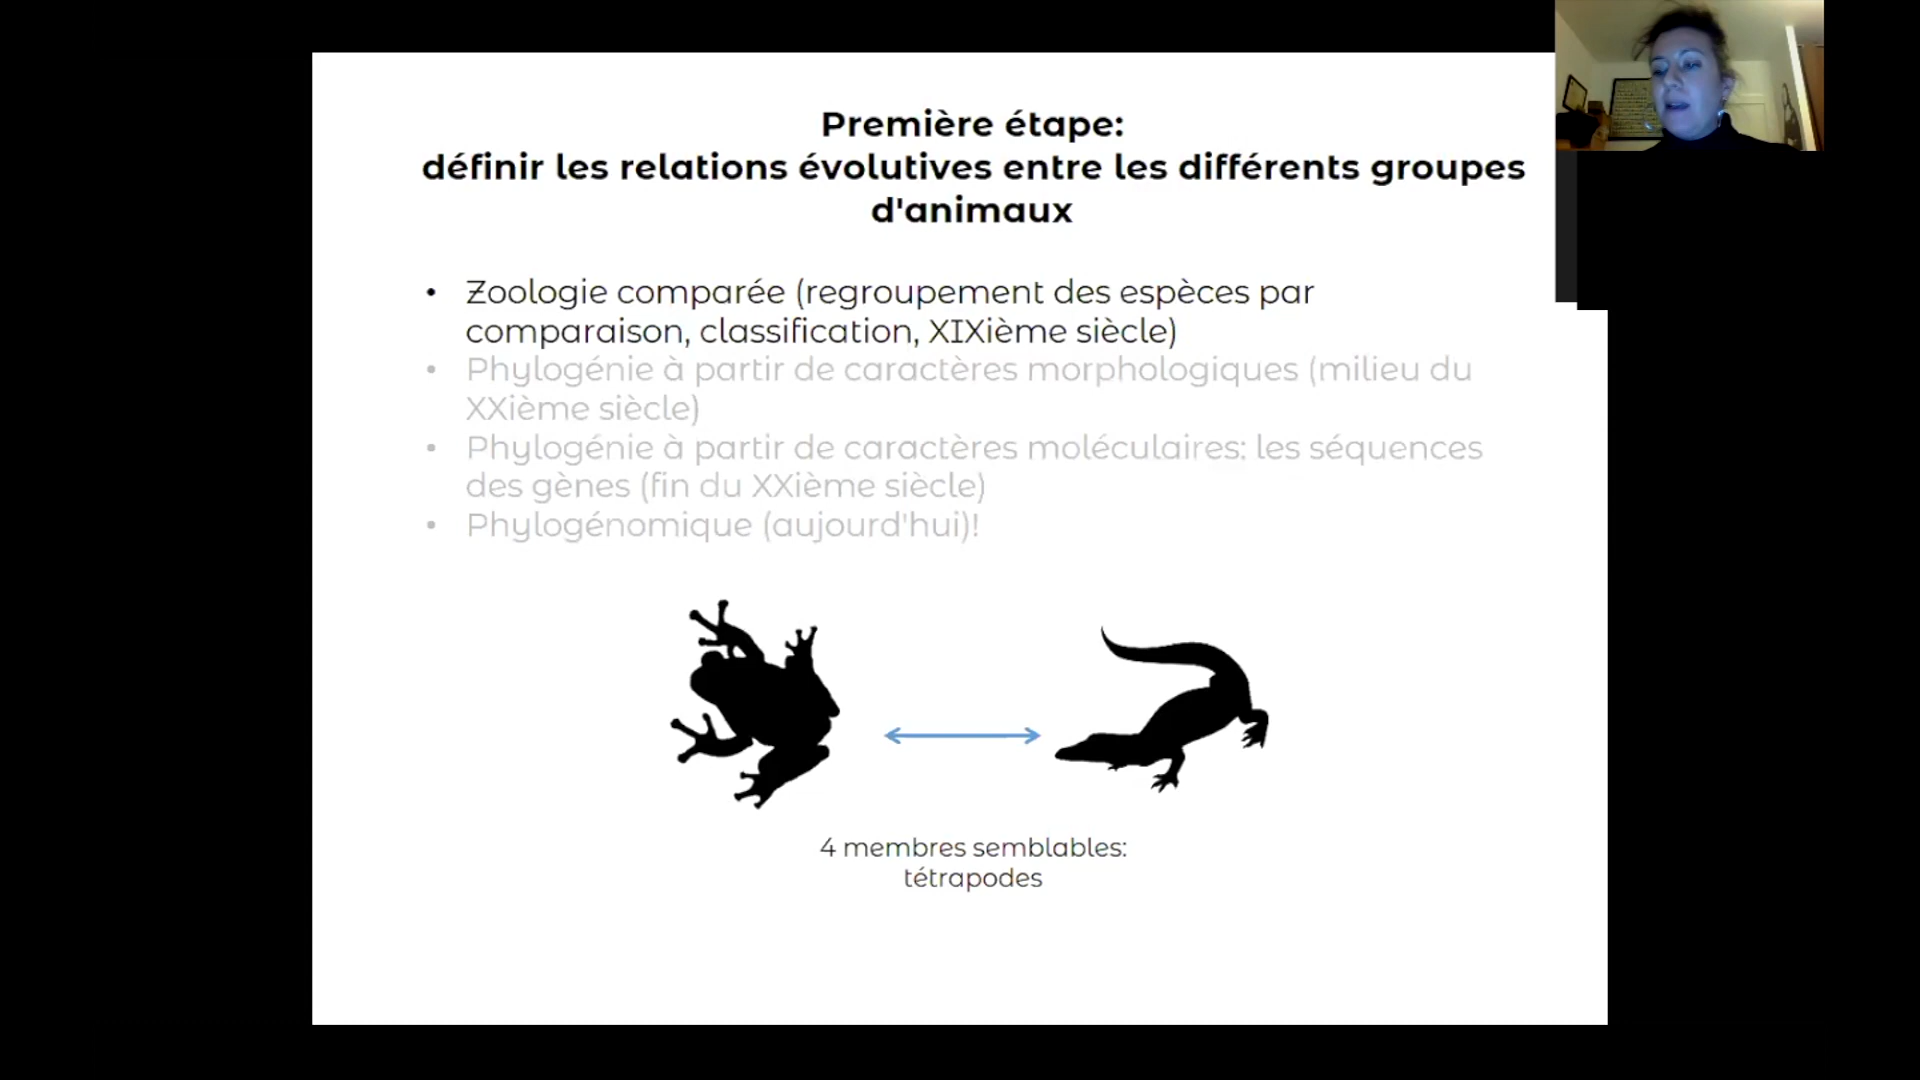 Première étape:
définir les relations évolutives entre les différents groupes
d'animaux
• Zoologie comparée (regroupement des espèces par
comparaison, classification, XIXième siècle)
• Phylogénie à partir de caractères morphologiques (milieu du
XXième siècle)
• Phylogénie à partir de caractères moléculaires: les séquences
des gènes (fin du XXième siècle)
• Phylogénomique (aujourd'hui)!
4 membres semblables:
tétrapodes